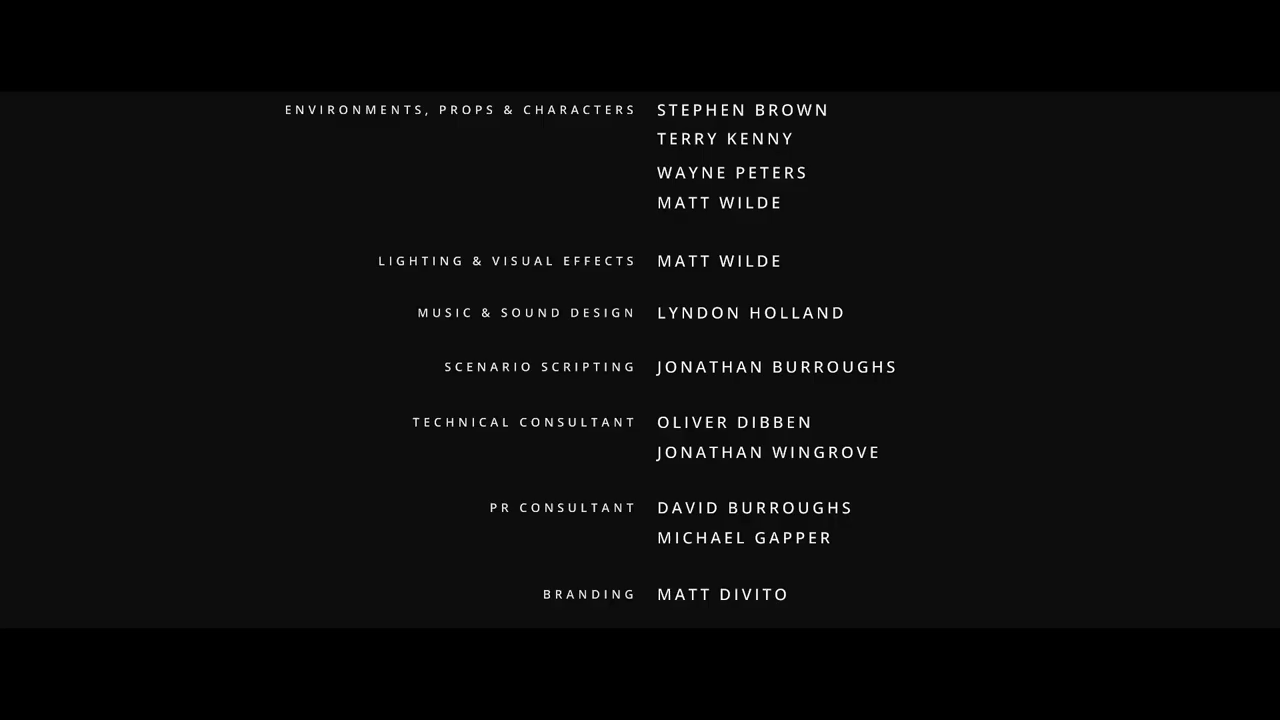 ENVIRONMENTS, PROPS & CHARACTERS STEPHEN BROWN
TERRY KENNY
WAYNE PETERS
MATT WILDE
LIGHTING & VISUAL EFFECTS MATT WILDE
MUSIC & SOUND DESIGN LYNDON HOLLAND
SCENARIO SCRIPTING JONATHAN BURROUGHS
TECHNICAL CONSULTANT OLIVER DIBBEN
JONATHAN WINGROVE
PR CONSULTANT DAVID BURROUGHS
MICHAEL GAPPER
BRANDING MATT DIVITO